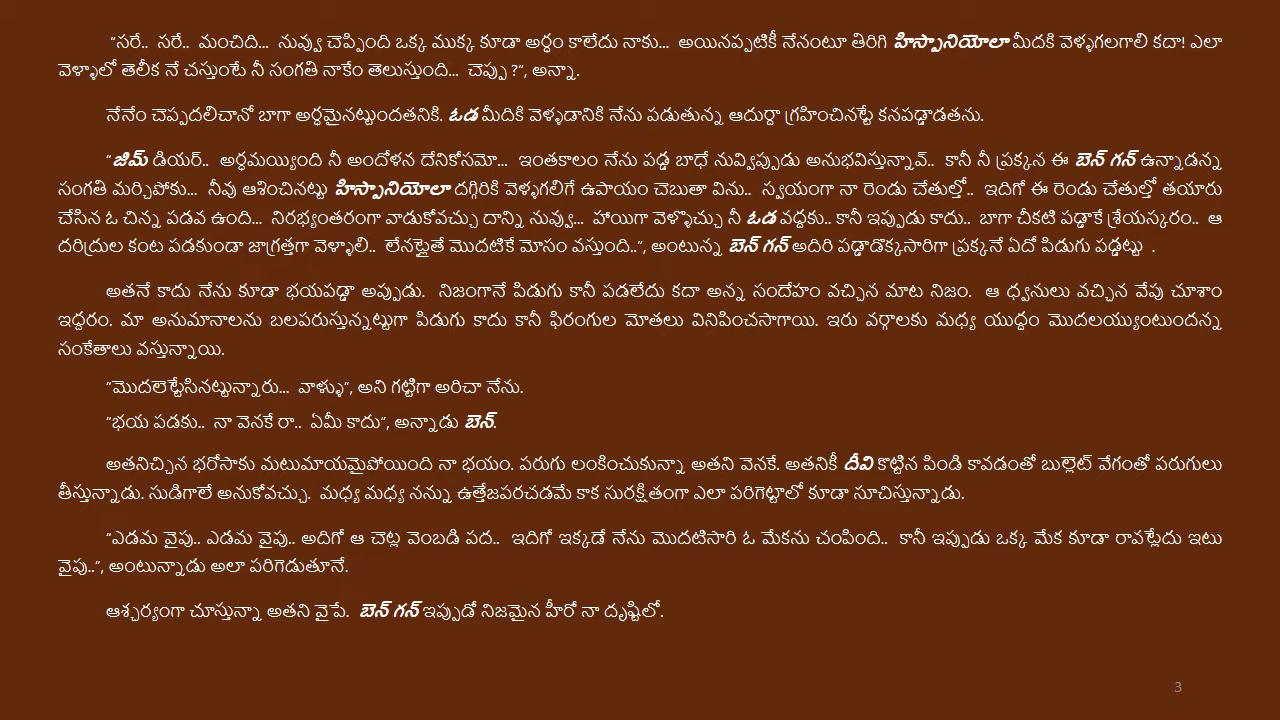 “సరే..  సరే..  మంచిది...  నువ్వు చెప్పింది ఒక్క ముక్క కూడా అర్ధం కాలేదు నాకు...  అయినప్పటికీ నేనంటూ తిరిగి హిస్పానియోలా మీదకి వెళ్ళగలగాలి కదా! ఎలా
వెళ్ళాలో తెలీక నే చస్తుంటే నీ సంగతి నాకేం తెలుస్తుంది...  చెప్పు ?”, అన్నా.
నేనేం చెప్పదలిచానో బాగా అర్ధమైనట్టుందతనికి. ఓడ మీదికి వెళ్ళడానికి నేను పడుతున్న ఆదుర్దా గ్రహించినట్టే కనపడ్డాడతను.
“జిమ్ డియర్..  అర్ధమయ్యింది నీ అందోళన దేనికోసమో...  ఇంతకాలం నేను పడ్డ బాధే నువ్విప్పుడు అనుభవిస్తున్నావ్..  కానీ నీ ప్రక్కన ఈ బెన్ గన్ ఉన్నాడన్న
సంగతి మర్చిపోకు...  నీవు ఆశించినట్టు హిస్పానియోలా దగ్గిరికి వెళ్ళగలిగే ఉపాయం చెబుతా విను..  స్వయంగా నా రెండు చేతుల్తో..  ఇదిగో ఈ రెండు చేతుల్తో తయారు
చేసిన ఓ చిన్న పడవ ఉంది...  నిరభ్యంతరంగా వాడుకోవచ్చు దాన్ని నువ్వు...  హాయిగా వెళ్ళొచ్చు నీ ఓడ వద్దకు.. కానీ ఇప్పుడు కాదు..  బాగా చీకటి పడ్డాకే శ్రేయస్కరం..  ఆ
దరిద్రుల కంట పడకుండా జాగ్రత్తగా వెళ్ళాలి..  లేనట్లైతే మొదటికే మోసం వస్తుంది..”, అంటున్న బెన్ గన్ అదిరి పడ్డాడొక్కసారిగా ప్రక్కనే ఏదో పిడుగు పడ్డట్టు  .
అతనే కాదు నేను కూడా భయపడ్డా అప్పుడు.  నిజంగానే పిడుగు కానీ పడలేదు కదా అన్న సందేహం వచ్చిన మాట నిజం.  ఆ ధ్వనులు వచ్చిన వేపు చూశాం
ఇద్దరం. మా అనుమానాలను బలపరుస్తున్నట్టుగా పిడుగు కాదు కానీ ఫిరంగుల మోతలు వినిపించసాగాయి. ఇరు వర్గాలకు మధ్య యుద్ధం మొదలయ్యుంటుందన్న
సంకేతాలు వస్తున్నాయి.
“మొదలెట్టేసినట్టున్నారు...  వాళ్ళు”, అని గట్టిగా అరిచా నేను.
“భయ పడకు..  నా వెనకే రా..  ఏమీ కాదు”, అన్నాడు బెన్.
అతనిచ్చిన భరోసాకు మటుమాయమైపోయింది నా భయం. పరుగు లంకించుకున్నా అతని వెనకే. అతనికీ దీవి కొట్టిన పిండి కావడంతో బుల్లెట్ వేగంతో పరుగులు
తీస్తున్నాడు. సుడిగాలే అనుకోవచ్చు.  మధ్య మధ్య నన్ను ఉత్తేజపరచడమే కాక సురక్షితంగా ఎలా పరిగెట్టాలో కూడా సూచిస్తున్నాడు.
“ఎడమ వైపు.. ఎడమ వైపు.. అదిగో ఆ చెట్ల వెంబడి పద..  ఇదిగో ఇక్కడే నేను మొదటిసారి ఓ మేకను చంపింది..  కానీ ఇప్పుడు ఒక్క మేక కూడా రావట్లేదు ఇటు
వైపు..”, అంటున్నాడు అలా పరిగెడుతూనే.
ఆశ్చర్యంగా చూస్తున్నా అతని వైపే.  బెన్ గన్ ఇప్పుడో నిజమైన హీరో నా దృష్టిలో.
3